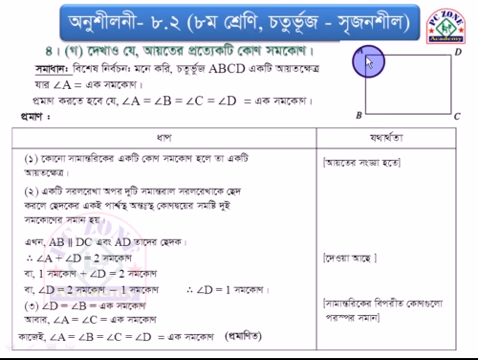 অনুশীলনী- ৮.২ (৮ম শ্রেণি, চতুর্ভূজ - সৃজনশীল)
PC ZONE
Academy
৪। (গ) দেখাও যে, আয়তের প্রত্যেকটি কোণ সমকোণ।
সমাধান: বিশেষ নির্বচন: মনে করি, চতুর্ভুজ ABCD একটি আয়তক্ষেত্র
যার ∠A = এক সমকোণ।
প্রমাণ করতে হবে যে, ∠A = ∠B = ∠C = ∠D = এক সমকোণ।
A D
B C
প্রমাণ :
ধাপ যথার্থতা
(১) কোনো সামান্তরিকের একটি কোণ সমকোণ হলে তা একটি
আয়তক্ষেত্র।
[আয়তের সংজ্ঞা হতে]
(২) একটি সরলরেখা অপর দুটি সমান্তরাল সরলরেখাকে ছেদ
করলে ছেদকের একই পার্শ্বস্থ অন্তঃস্থ কোণদ্বয়ের সমষ্টি দুই
সমকোণের সমান হয়।
এখন, AB || DC এবং AD তাদের ছেদক।
∴ ∠A + ∠D = 2 সমকোণ
[দেওয়া আছে]
বা, 1 সমকোণ + ∠D = 2 সমকোণ
বা, ∠D = 2 সমকোণ − 1 সমকোণ ∴ ∠D = 1 সমকোণ।
(৩) ∠D = ∠B = এক সমকোণ
আবার, ∠A = ∠C = এক সমকোণ
[সামান্তরিকের বিপরীত কোণগুলো
পরস্পর সমান]
কাজেই, ∠A = ∠B = ∠C = ∠D = এক সমকোণ (প্রমাণিত)